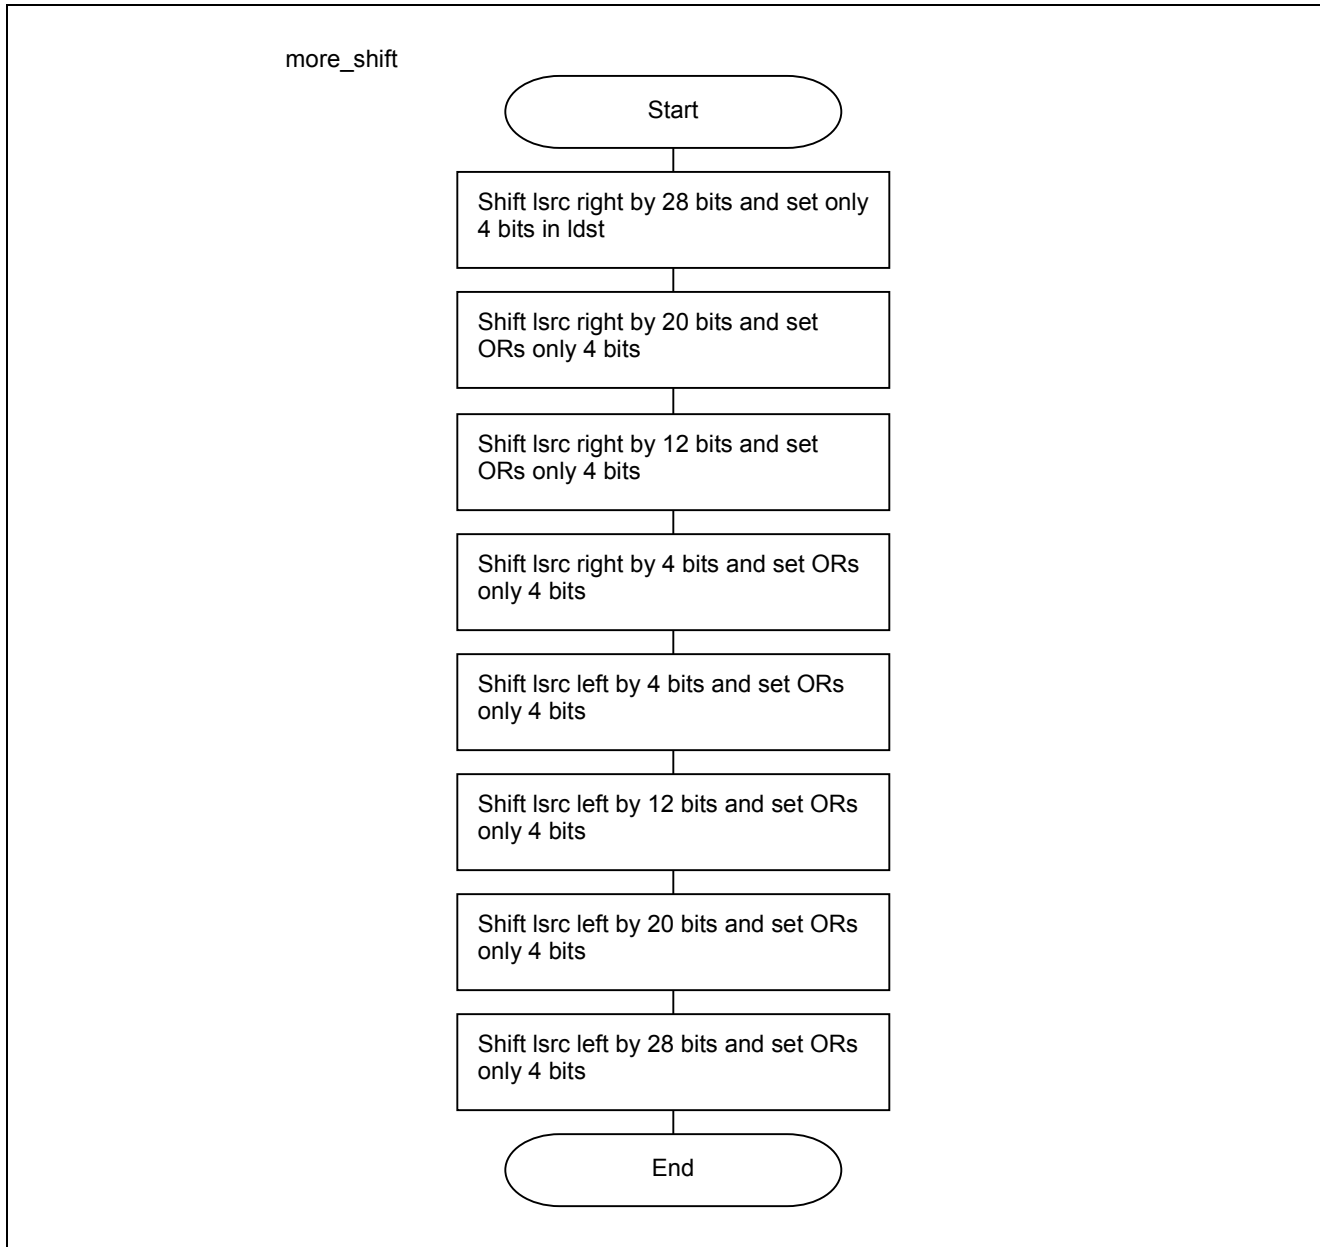 more_shift
Start
Shift lsrc right by 28 bits and set only
4 bits in ldst
Shift lsrc right by 20 bits and set
ORs only 4 bits
Shift lsrc right by 12 bits and set
ORs only 4 bits
Shift lsrc right by 4 bits and set ORs
only 4 bits
Shift lsrc left by 4 bits and set ORs
only 4 bits
Shift lsrc left by 12 bits and set ORs
only 4 bits
Shift lsrc left by 20 bits and set ORs
only 4 bits
Shift lsrc left by 28 bits and set ORs
only 4 bits
End